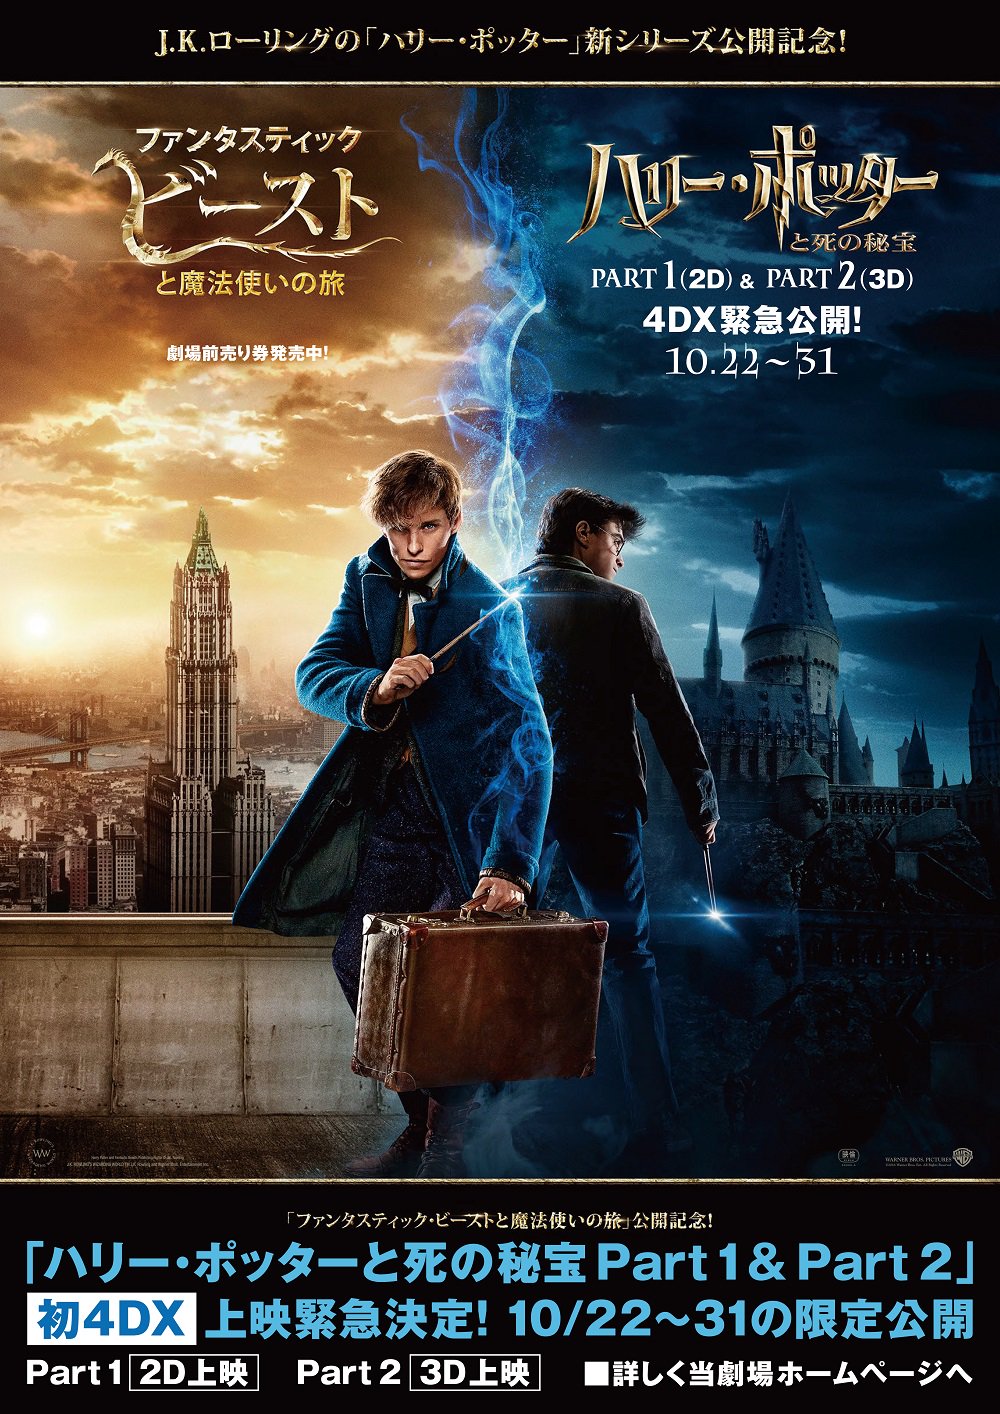 J.K.ローリングの「ハリー・ポッター」新シリーズ公開記念!
ファンタスティック
ビースト
と魔法使いの旅
劇場前売り券発売中!
ハリー・ポッター
と死の秘宝
PART 1(2D) & PART 2(3D)
4DX緊急公開!
10.22~31
WARNER BROS. PICTURES
「ファンタスティック・ビーストと魔法使いの旅」公開記念!
「ハリー・ポッターと死の秘宝 Part 1 & Part 2」
初4DX 上映緊急決定! 10/22~31の限定公開
Part 1 2D上映 Part 2 3D上映 ■詳しく当劇場ホームページへ